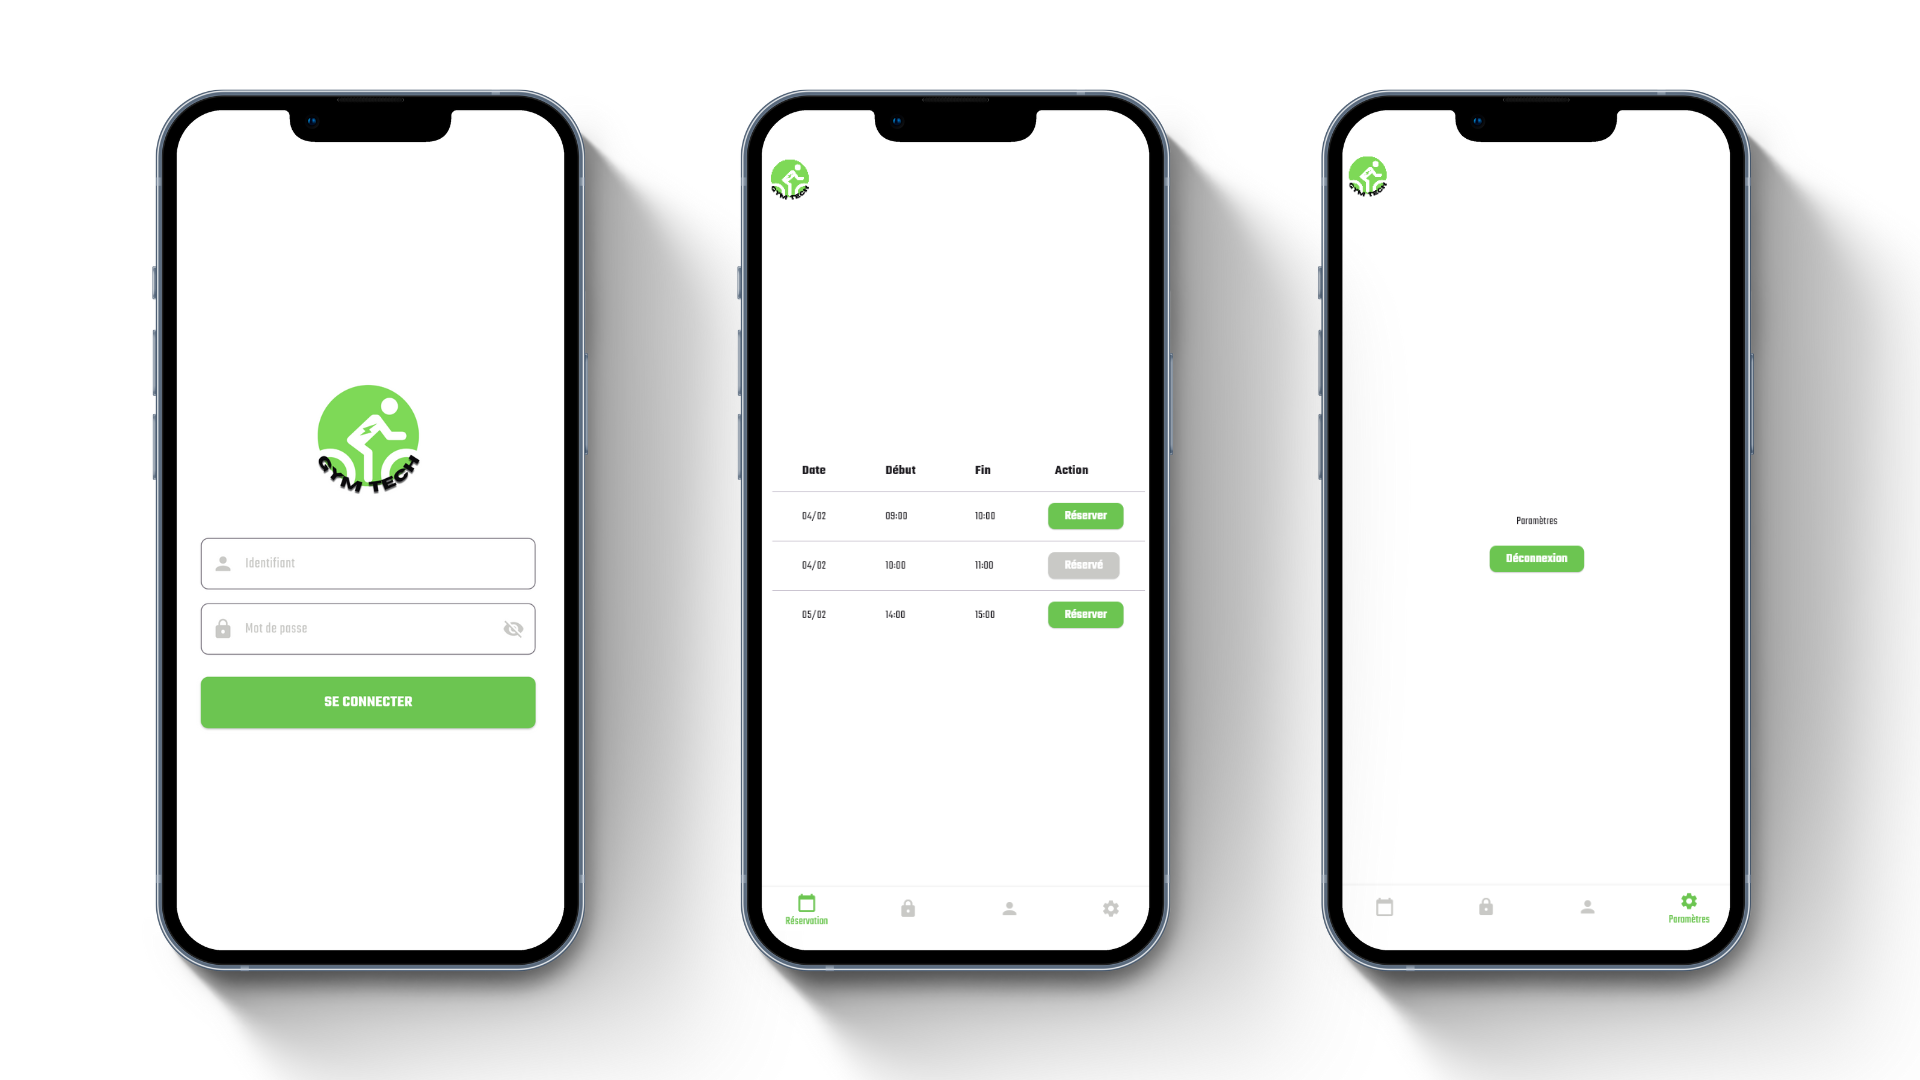 GYM TECH
Identifiant
Mot de passe
SE CONNECTER
GYM TECH
Date Début Fin Action
04/02 09:00 10:00 Réserver
04/02 10:00 11:00 Réservé
05/02 14:00 15:00 Réserver
Réservation
GYM TECH
Paramètres
Déconnexion
Paramètres